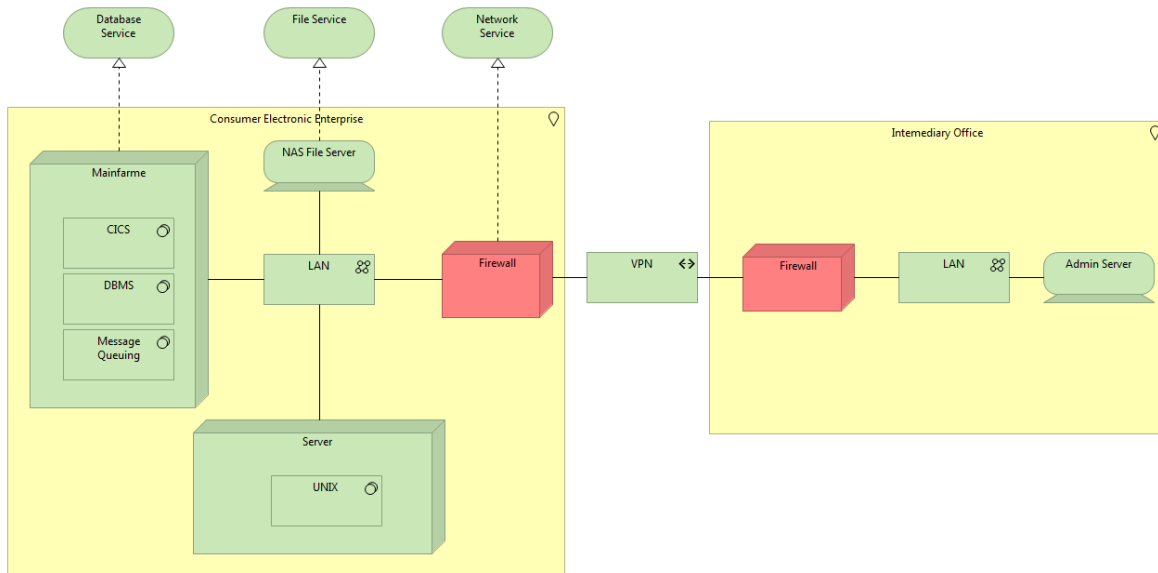 Database
Service
File Service
Network
Service
Consumer Electronic Enterprise
Intemediary Office
NAS File Server
Mainfarme
CICS
LAN
Firewall
VPN
Firewall
LAN
Admin Server
DBMS
Message
Queuing
Server
UNIX